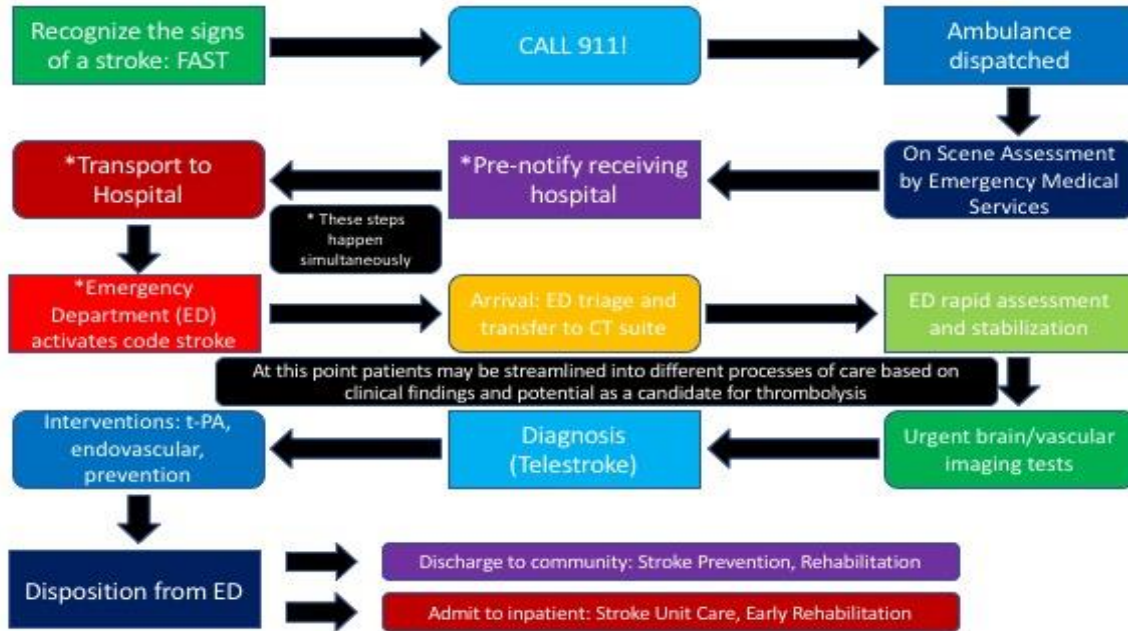 Recognize the signs
of a stroke: FAST
CALL 911!
Ambulance
dispatched
*Transport to
Hospital
*Pre-notify receiving
hospital
On Scene Assessment
by Emergency Medical
Services
* These steps
happen
simultaneously
*Emergency
Department (ED)
activates code stroke
Arrival: ED triage and
transfer to CT suite
ED rapid assessment
and stabilization
At this point patients may be streamlined into different processes of care based on
clinical findings and potential as a candidate for thrombolysis
Interventions: t-PA,
endovascular,
prevention
Diagnosis
(Telestroke)
Urgent brain/vascular
imaging tests
Disposition from ED
Discharge to community: Stroke Prevention, Rehabilitation
Admit to inpatient: Stroke Unit Care, Early Rehabilitation